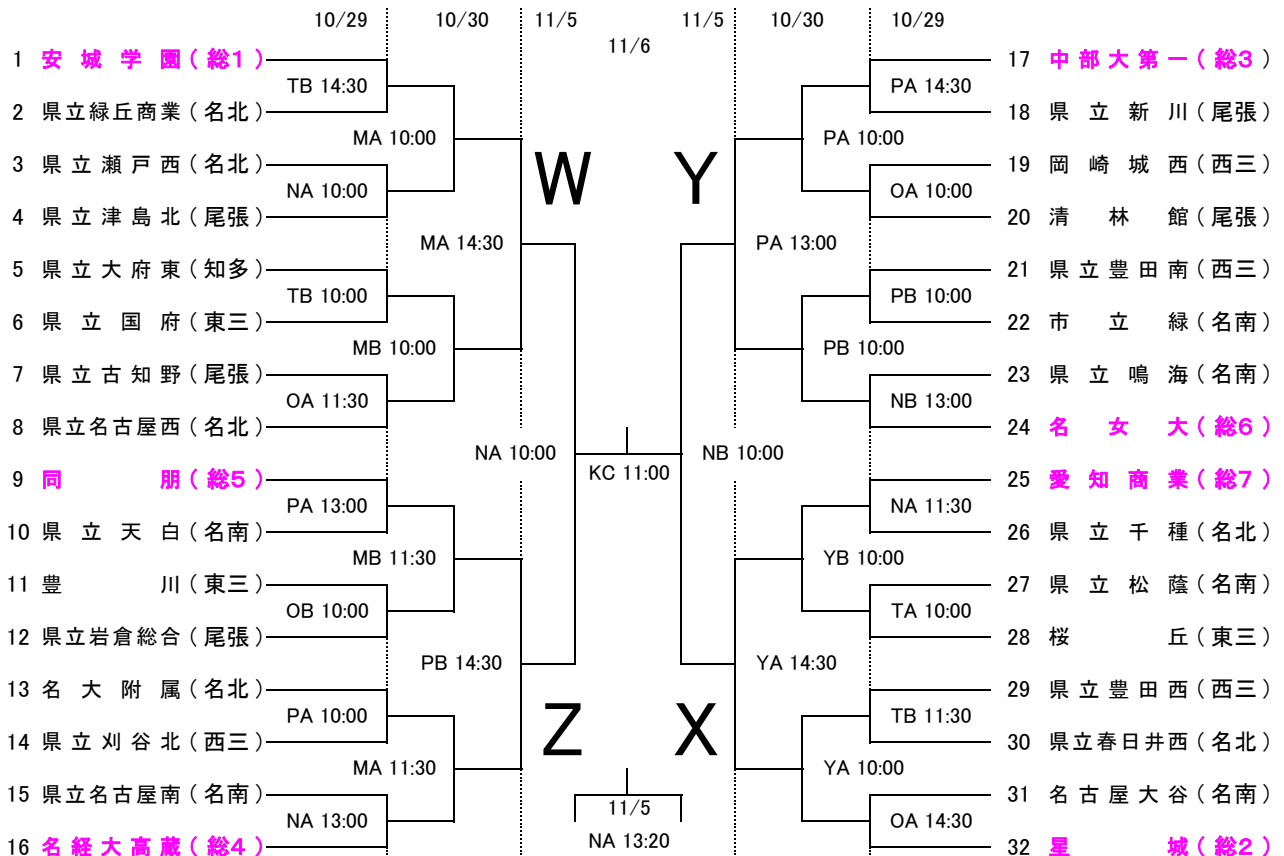 10/29 10/30 11/5 11/5 10/30 10/29
11/6
1 安城学園(総1)
2 県立緑丘商業(名北)
3 県立瀬戸西(名北)
4 県立津島北(尾張)
5 県立大府東(知多)
6 県立国府(東三)
7 県立古知野(尾張)
8 県立名古屋西(名北)
9 同朋(総5)
10 県立天白(名南)
11 豊川(東三)
12 県立岩倉総合(尾張)
13 名大附属(名北)
14 県立刈谷北(西三)
15 県立名古屋南(名南)
16 名経大高蔵(総4)
TB 14:30
NA 10:00
TB 10:00
OA 11:30
PA 13:00
OB 10:00
PA 10:00
NA 13:00
MA 10:00
MB 10:00
MB 11:30
MA 11:30
MA 14:30
PB 14:30
W
Z
NA 10:00
KC 11:00
11/5
NA 13:20
Y
X
NB 10:00
PA 13:00
YA 14:30
PA 10:00
PB 10:00
YB 10:00
YA 10:00
PA 14:30
OA 10:00
PB 10:00
NB 13:00
NA 11:30
TA 10:00
TB 11:30
OA 14:30
17 中部大第一(総3)
18 県立新川(尾張)
19 岡崎城西(西三)
20 清林館(尾張)
21 県立豊田南(西三)
22 市立緑(名南)
23 県立鳴海(名南)
24 名女大(総6)
25 愛知商業(総7)
26 県立千種(名北)
27 県立松蔭(名南)
28 桜丘(東三)
29 県立豊田西(西三)
30 県立春日井西(名北)
31 名古屋大谷(名南)
32 星城(総2)